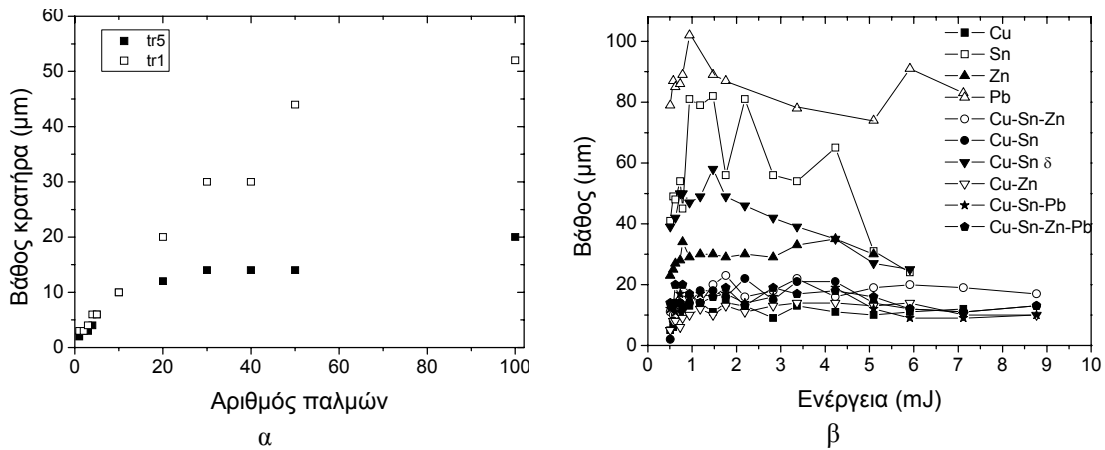 60
50
40
30
20
10
0
tr5
tr1
Βάθος κρατήρα (μm)
0 20 40 60 80 100
Αριθμός παλμών
α
100
80
60
40
20
0
Cu
Sn
Zn
Pb
Cu-Sn-Zn
Cu-Sn
Cu-Sn δ
Cu-Zn
Cu-Sn-Pb
Cu-Sn-Zn-Pb
Βάθος (μm)
0 1 2 3 4 5 6 7 8 9 10
Ενέργεια (mJ)
β